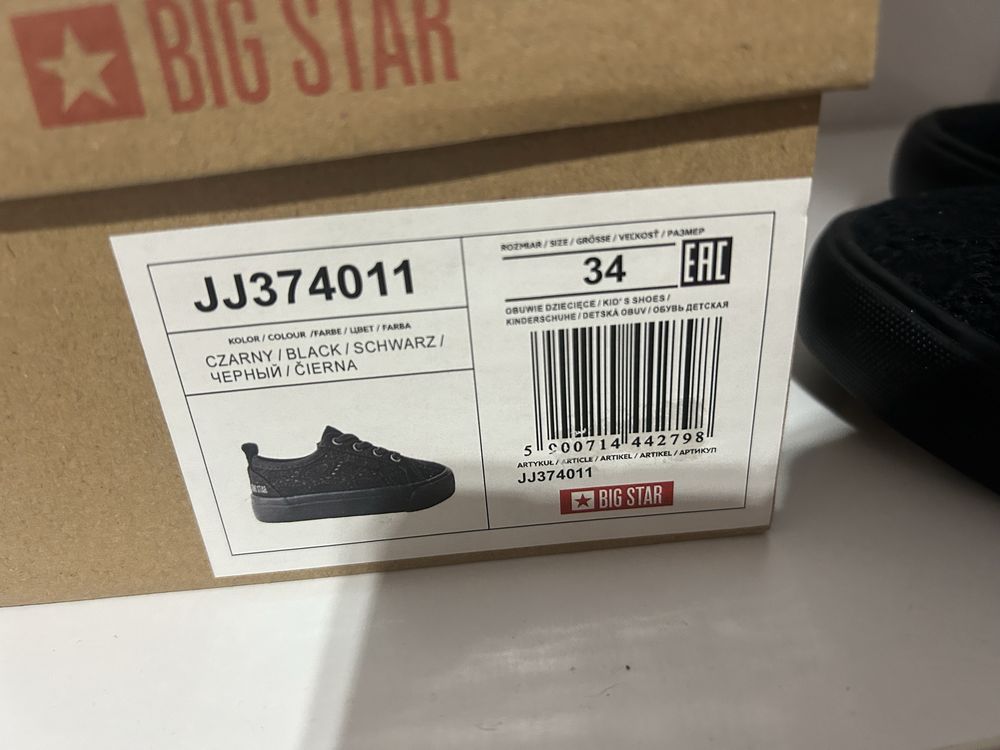 BIG STAR
JJ374011
KOLOR / COLOUR / FARBE / ЦВЕТ / FARBA
CZARNY / BLACK / SCHWARZ /
ЧЕРНЫЙ / ČIERNA
ROZMIAR / SIZE / GRÖSSE / VEĽKOSŤ / РАЗМЕР
34
EAC
OBUWIE DZIECIĘCE / KID'S SHOES /
KINDERSCHUHE / DETSKÁ OBUV / ОБУВЬ ДЕТСКАЯ
5 900714 442798
ARTYKUŁ / ARTICLE / ARTIKEL / ARTIKEL / АРТИКУЛ
JJ374011
BIG STAR